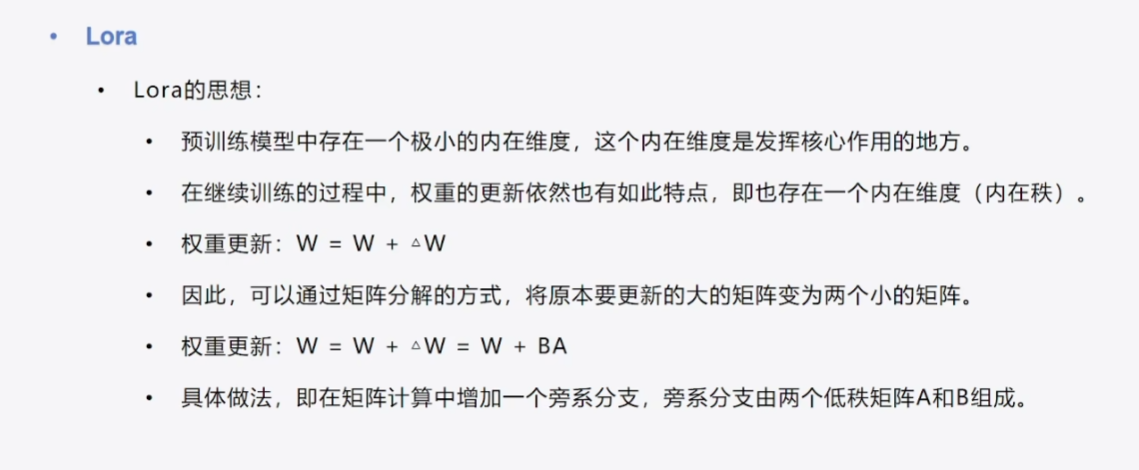 • Lora
• Lora的思想：
• 预训练模型中存在一个极小的内在维度，这个内在维度是发挥核心作用的地方。
• 在继续训练的过程中，权重的更新依然也有如此特点，即也存在一个内在维度（内在秩）。
• 权重更新：W = W + △W
• 因此，可以通过矩阵分解的方式，将原本要更新的大的矩阵变为两个小的矩阵。
• 权重更新：W = W + △W = W + BA
• 具体做法，即在矩阵计算中增加一个旁系分支，旁系分支由两个低秩矩阵A和B组成。